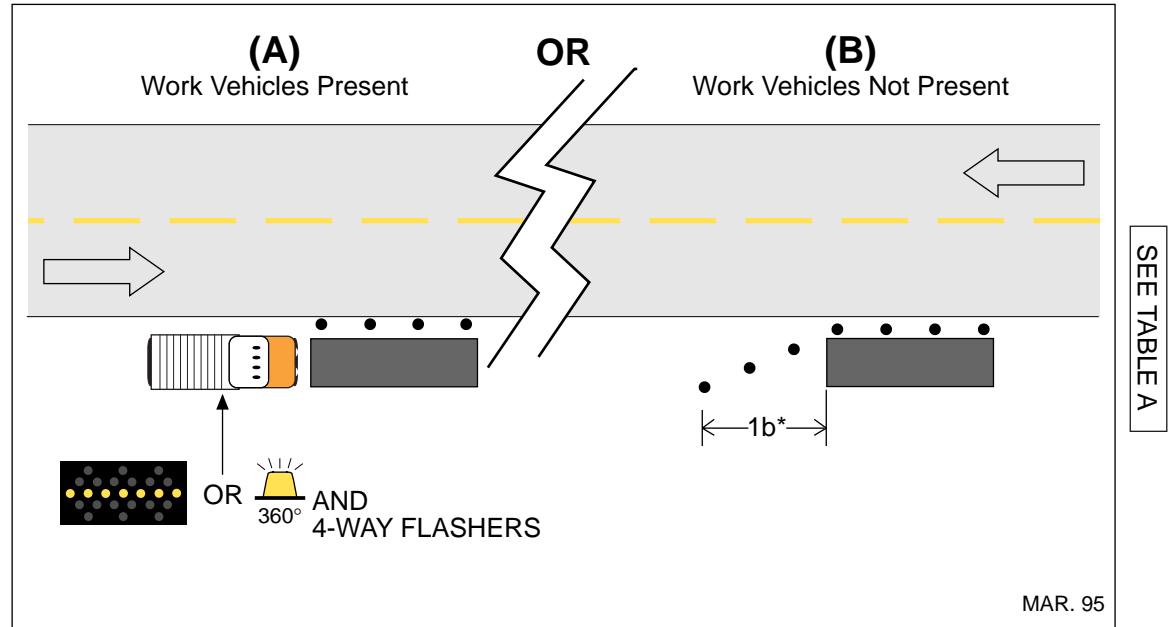 (A)
Work Vehicles Present
OR
(B)
Work Vehicles Not Present
SEE TABLE A
1b*
OR
360°
AND
4-WAY FLASHERS
MAR. 95